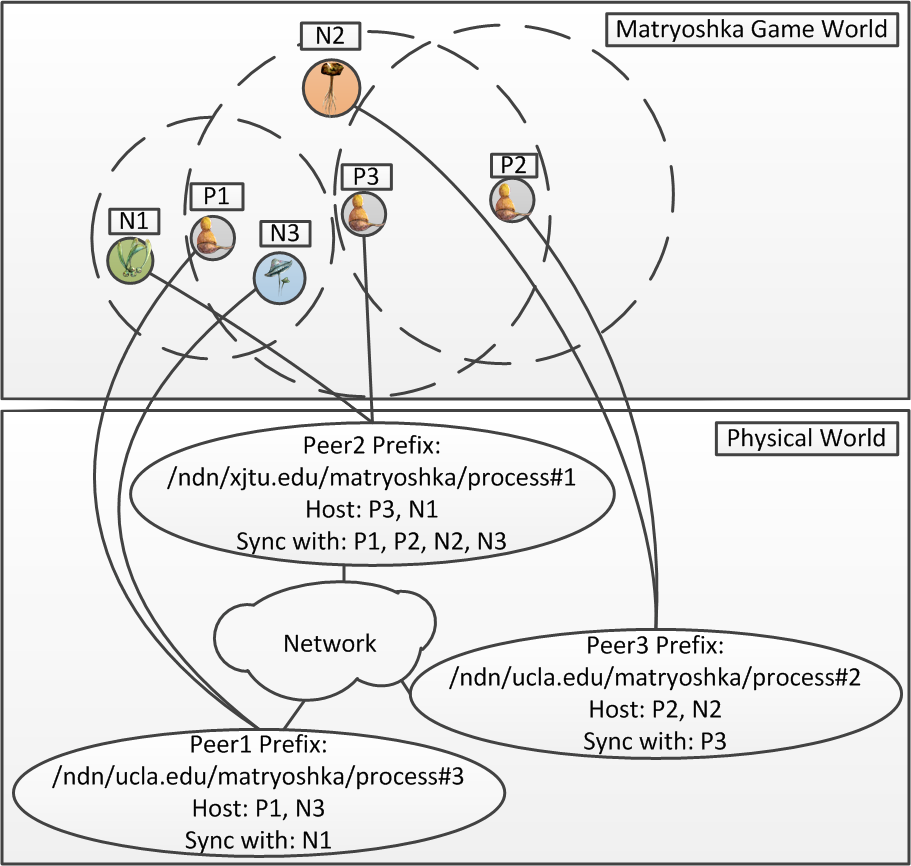 Matryoshka Game World
N2
P2
P3
P1
N1
N3
Physical World
Peer2 Prefix:
/ndn/xjtu.edu/matryoshka/process#1
Host: P3, N1
Sync with: P1, P2, N2, N3
Network
Peer3 Prefix:
/ndn/ucla.edu/matryoshka/process#2
Host: P2, N2
Sync with: P3
Peer1 Prefix:
/ndn/ucla.edu/matryoshka/process#3
Host: P1, N3
Sync with: N1